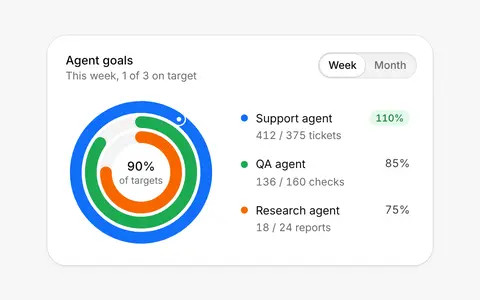 Agent goals
This week, 1 of 3 on target
Week
Month
90%
of targets
Support agent
110%
412 / 375 tickets
QA agent
85%
136 / 160 checks
Research agent
75%
18 / 24 reports